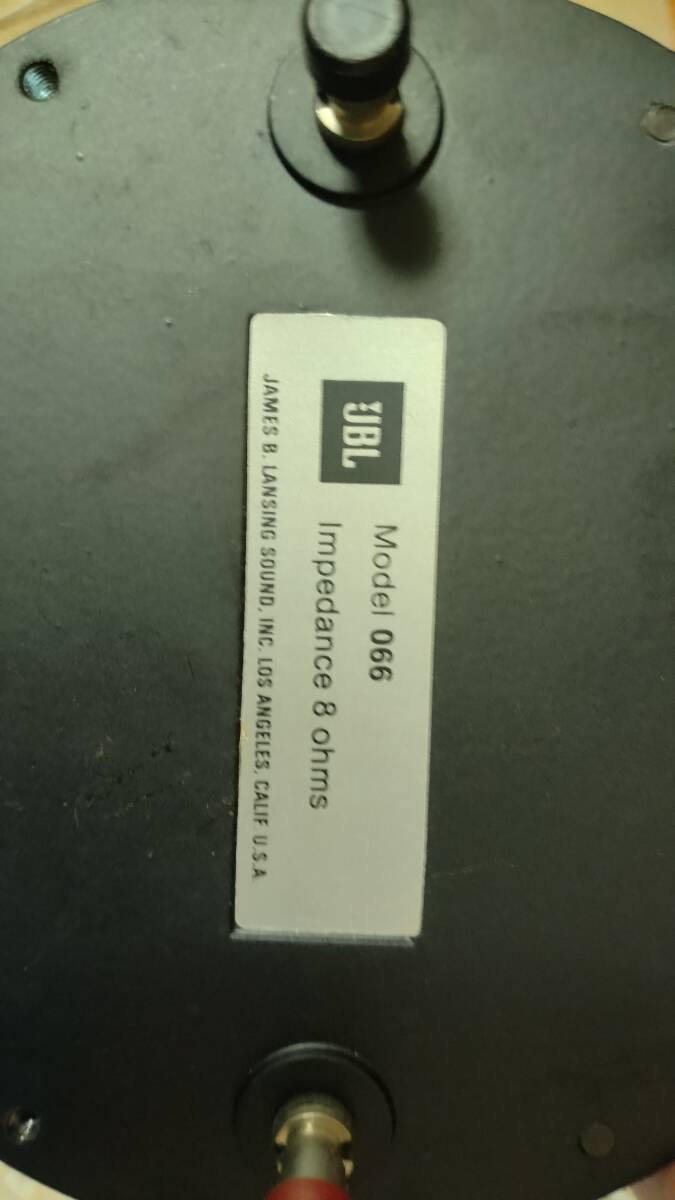 JBL
Model 066
Impedance 8 ohms
JAMES B. LANSING SOUND, INC. LOS ANGELES, CALIF U.S.A.